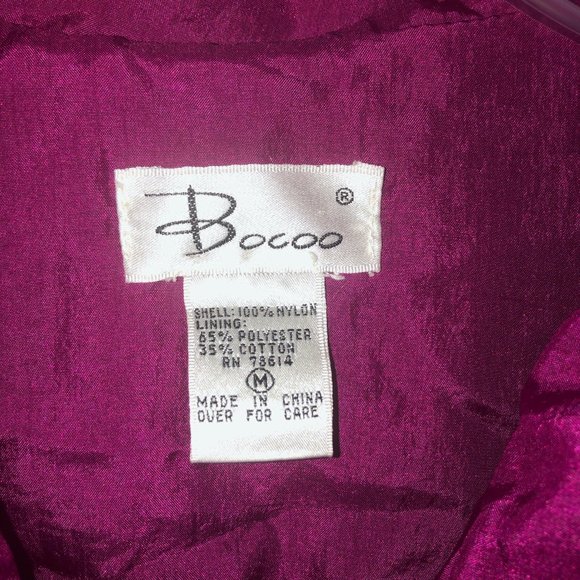 Bocoo ®
SHELL: 100% NYLON
LINING:
65% POLYESTER
35% COTTON
RN 78614
M
MADE IN CHINA
OVER FOR CARE